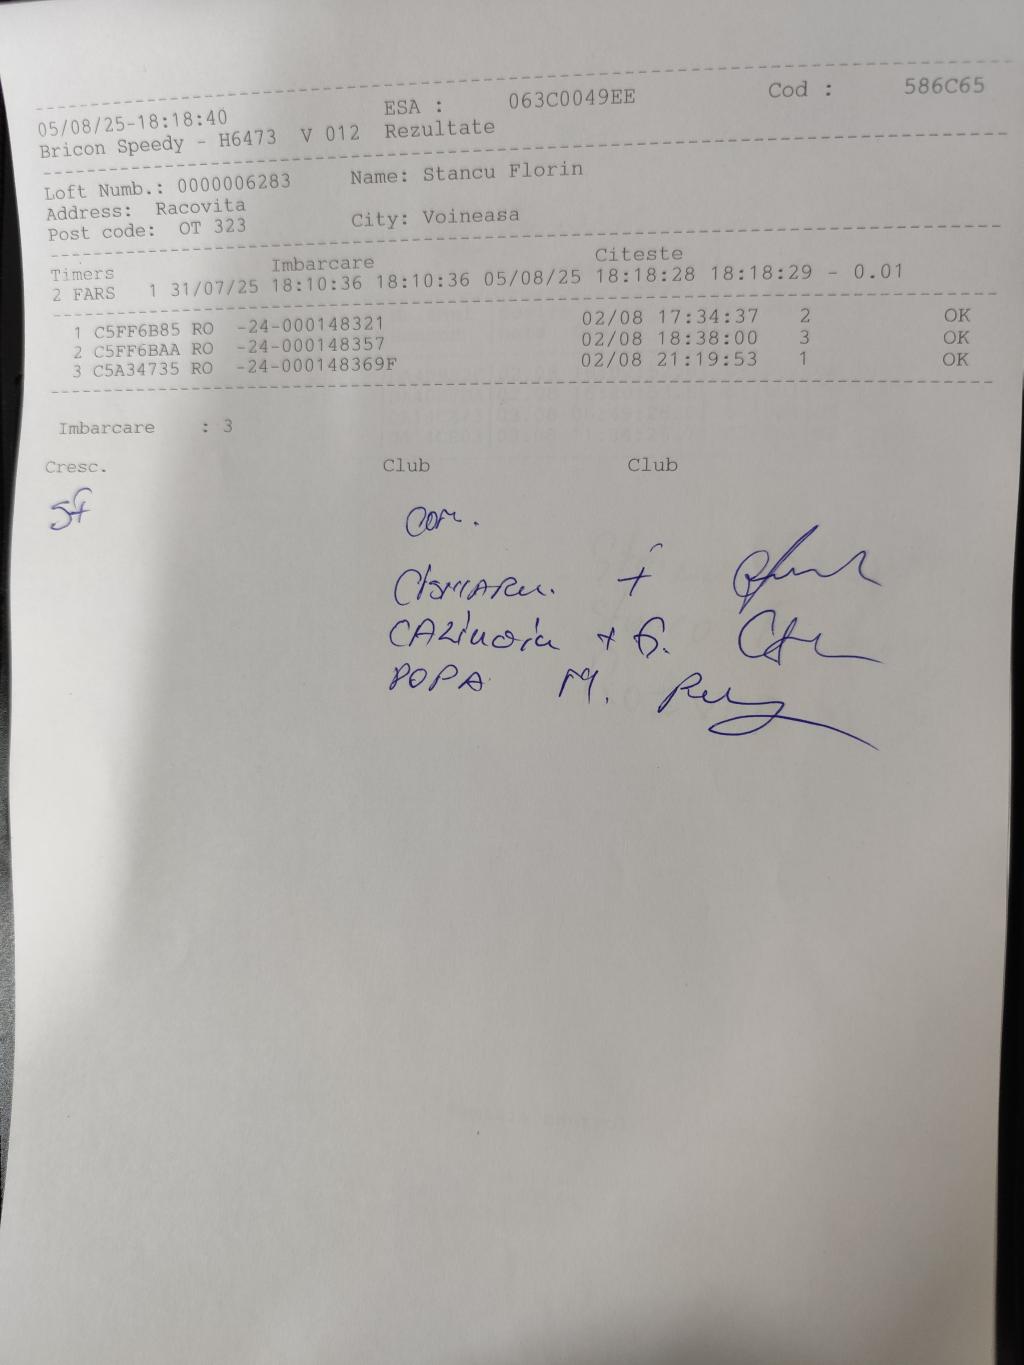 05/08/25-18:18:40 ESA : 063C0049EE Cod : 586C65
Bricon Speedy - H6473 V 012 Rezultate
Loft Numb.: 0000006283 Name: Stancu Florin
Address: Racovita
Post code: OT 323 City: Voineasa
Timers Imbarcare Citeste
2 FARS 1 31/07/25 18:10:36 18:10:36 05/08/25 18:18:28 18:18:29 - 0.01
1 C5FF6B85 RO -24-000148321 02/08 17:34:37 2 OK
2 C5FF6BAA RO -24-000148357 02/08 18:38:00 3 OK
3 C5A34735 RO -24-000148369F 02/08 21:19:53 1 OK
Imbarcare : 3
Cresc. Club Club
SF
Com.
CISMARU.
POPA M.